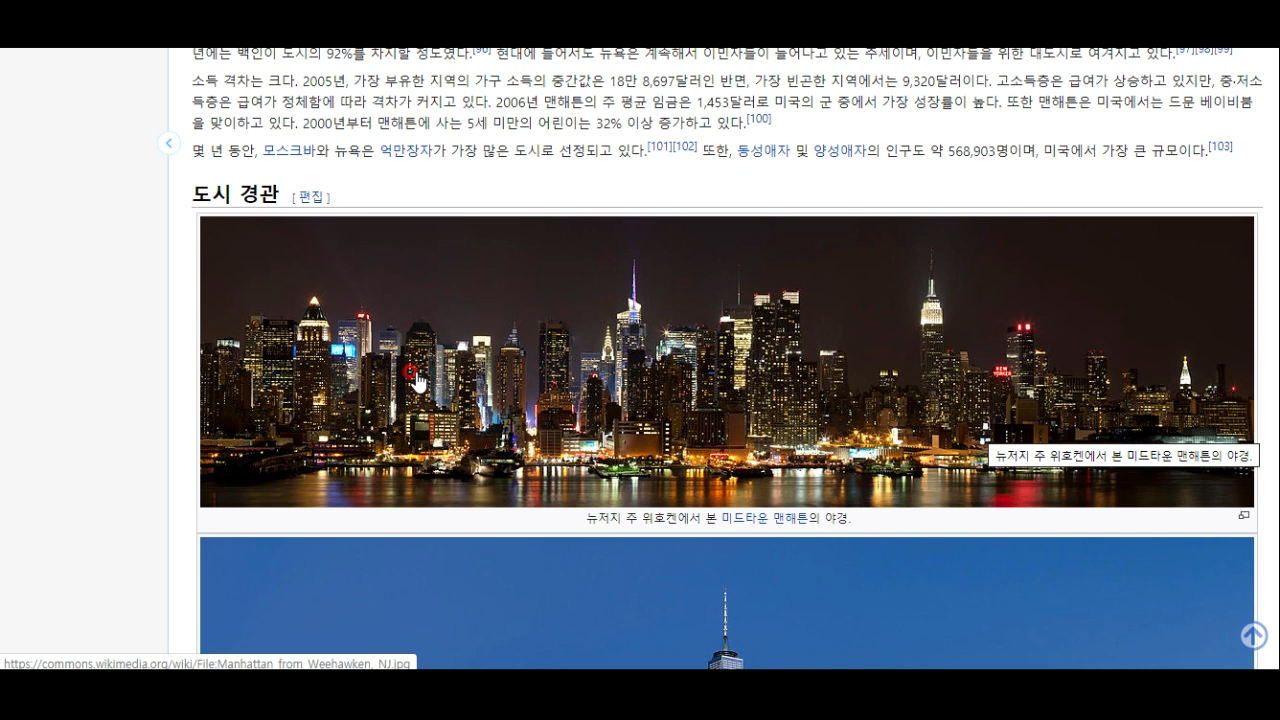 년에는 백인이 도시의 92%를 차지할 정도였다.[96] 현대에 들어서도 뉴욕은 계속해서 이민자들이 늘어나고 있는 추세이며, 이민자들을 위한 대도시로 여겨지고 있다.[97][98][99]
소득 격차는 크다. 2005년, 가장 부유한 지역의 가구 소득의 중간값은 18만 8,697달러인 반면, 가장 빈곤한 지역에서는 9,320달러이다. 고소득층은 급여가 상승하고 있지만, 중·저소
득층은 급여가 정체함에 따라 격차가 커지고 있다. 2006년 맨해튼의 주 평균 임금은 1,453달러로 미국의 군 중에서 가장 성장률이 높다. 또한 맨해튼은 미국에서는 드문 베이비붐
을 맞이하고 있다. 2000년부터 맨해튼에 사는 5세 미만의 어린이는 32% 이상 증가하고 있다.[100]
몇 년 동안, 모스크바와 뉴욕은 억만장자가 가장 많은 도시로 선정되고 있다.[101][102] 또한, 동성애자 및 양성애자의 인구도 약 568,903명이며, 미국에서 가장 큰 규모이다.[103]
도시 경관 [ 편집 ]
NEW YORKER
뉴저지 주 위호켄에서 본 미드타운 맨해튼의 야경.
뉴저지 주 위호켄에서 본 미드타운 맨해튼의 야경.
https://commons.wikimedia.org/wiki/File:Manhattan_from_Weehawken,_NJ.jpg